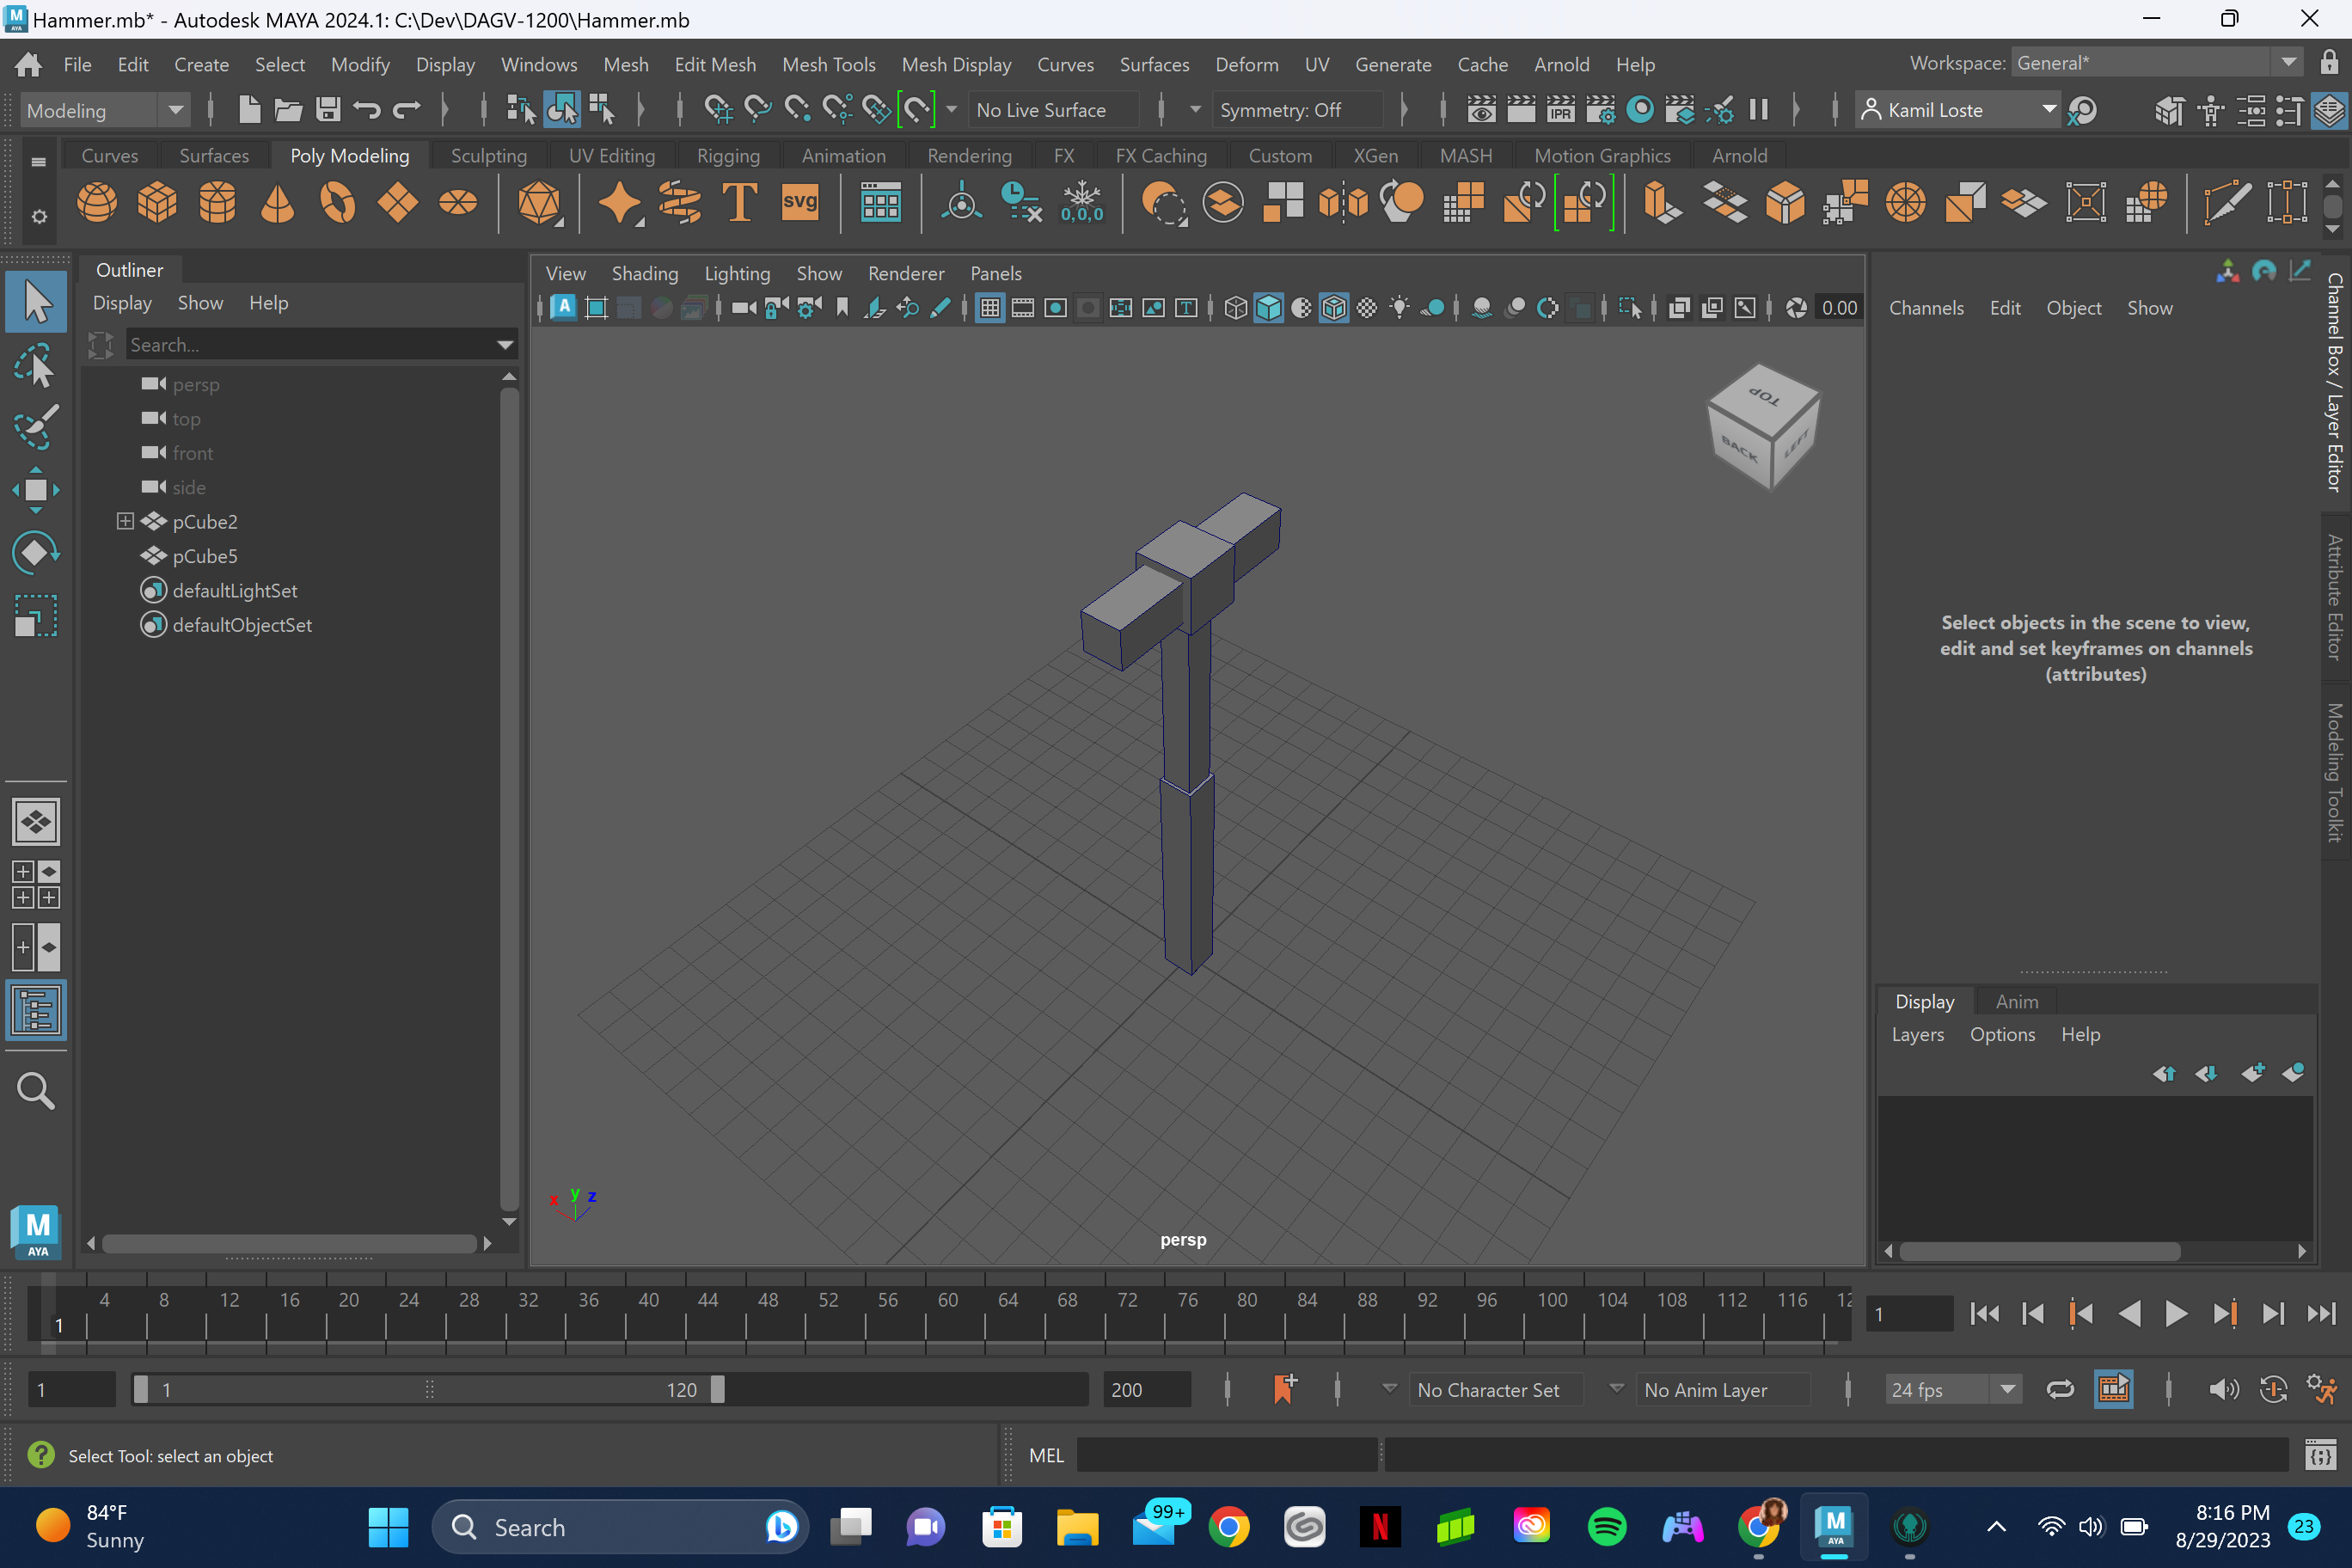 Hammer.mb* - Autodesk MAYA 2024.1: C:\Dev\DAGV-1200\Hammer.mb
File Edit Create Select Modify Display Windows Mesh Edit Mesh Mesh Tools Mesh Display Curves Surfaces Deform UV Generate Cache Arnold Help Workspace: General*
Modeling No Live Surface Symmetry: Off IPR Kamil Loste
Curves Surfaces Poly Modeling Sculpting UV Editing Rigging Animation Rendering FX FX Caching Custom XGen MASH Motion Graphics Arnold
T svg 0,0,0
Outliner
Display Show Help
Search...
persp
top
front
side
pCube2
pCube5
defaultLightSet
defaultObjectSet
View Shading Lighting Show Renderer Panels
0.00
TOP
BACK LEFT
x y z
persp
Channels Edit Object Show
Select objects in the scene to view,
edit and set keyframes on channels
(attributes)
Channel Box / Layer Editor
Attribute Editor
Modeling Toolkit
Display Anim
Layers Options Help
M
AYA
4 8 12 16 20 24 28 32 36 40 44 48 52 56 60 64 68 72 76 80 84 88 92 96 100 104 108 112 116 12
1
1
1 1 120 200 No Character Set No Anim Layer 24 fps
Select Tool: select an object MEL
84°F
Sunny
Search
99+
N
M
AYA
8:16 PM
8/29/2023
23